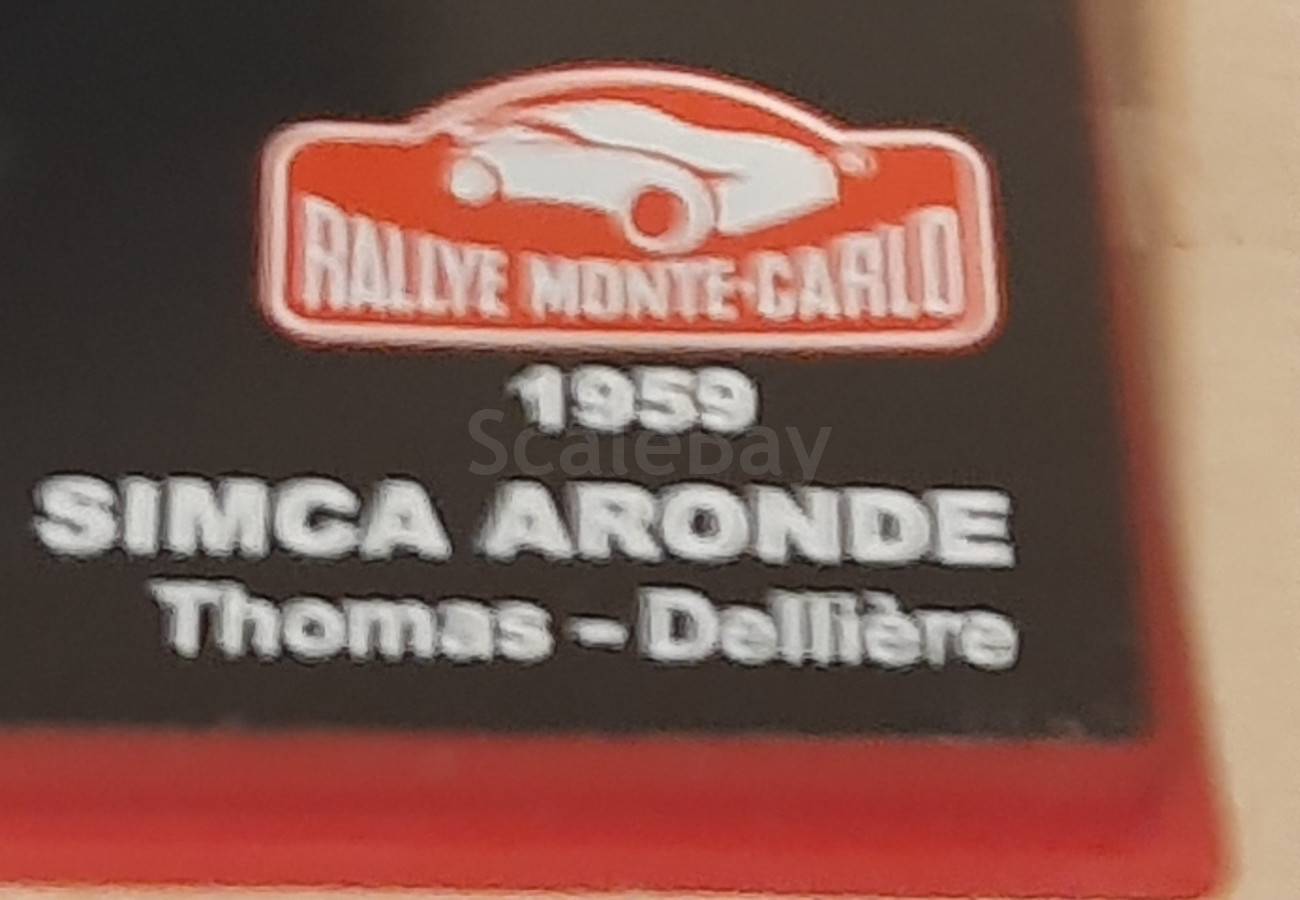 RALLYE MONTE-CARLO
1959
ScaleBay
SIMCA ARONDE
Thomas - Dellière